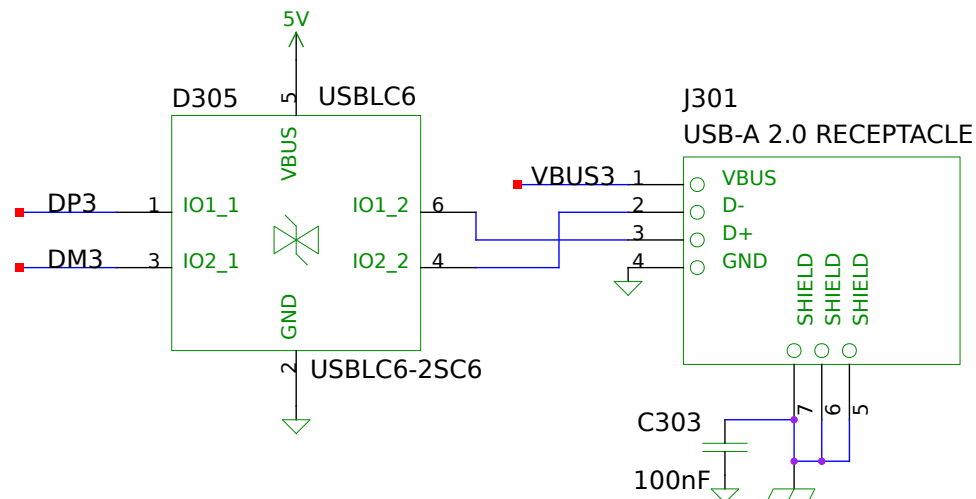 5V
D305
USBLC6
5
VBUS
DP3
1
IO1_1
IO1_2
6
DM3
3
IO2_1
IO2_2
4
GND
2
USBLC6-2SC6
J301
USB-A 2.0 RECEPTACLE
VBUS3
1
VBUS
2
D-
3
D+
4
GND
SHIELD
SHIELD
SHIELD
7
6
5
C303
100nF